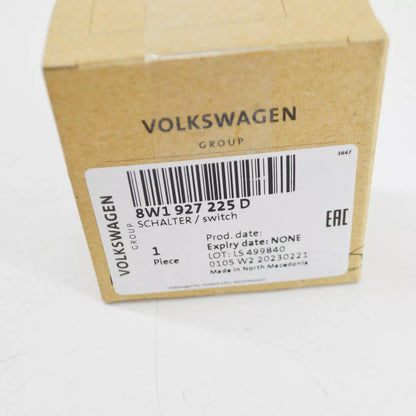 VOLKSWAGEN
GROUP
3847
VOLKSWAGEN
GROUP
8W1 927 225 D
SCHALTER / switch
1
Piece
Prod. date:
Expiry date: NONE
LOT: LS 499840
0105 W2 20230221
Made in North Macedonia
EAC